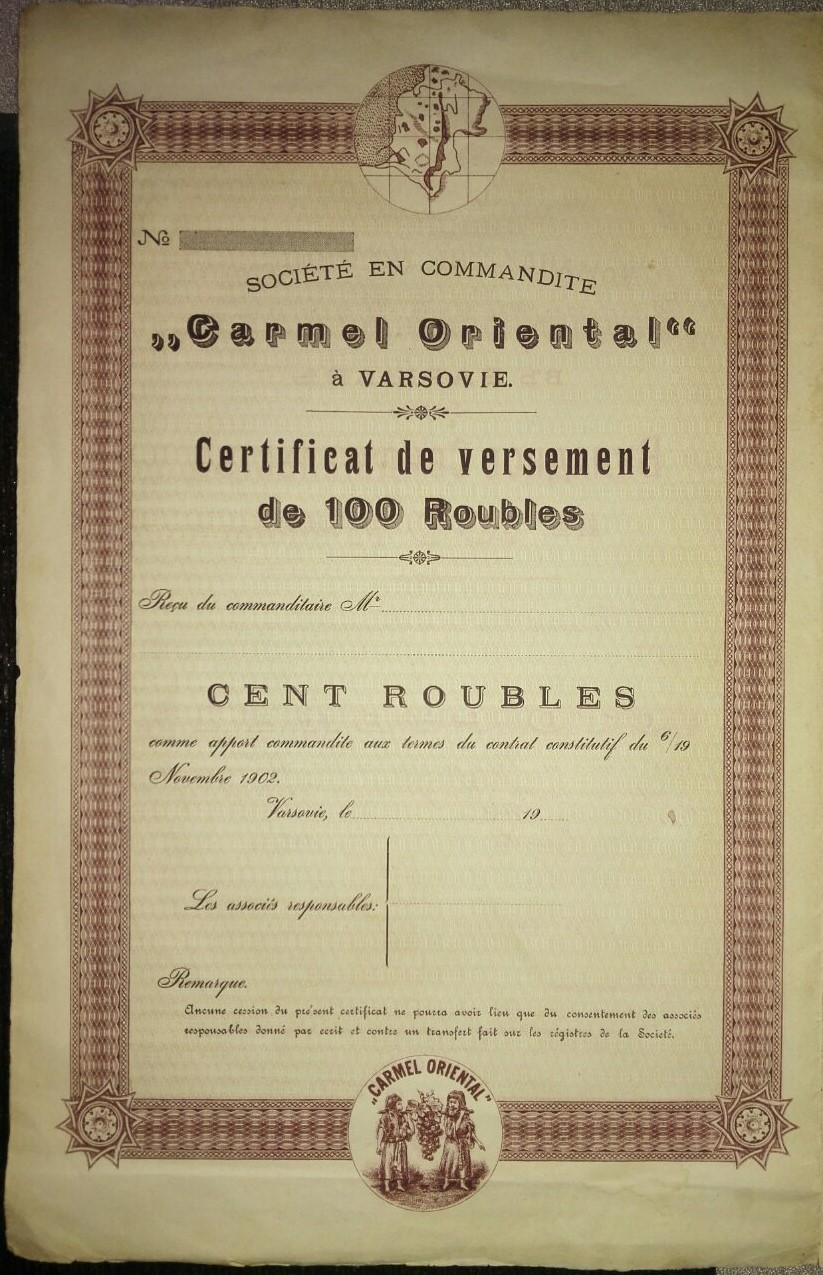 No
SOCIÉTÉ EN COMMANDITE
„Carmel Oriental“
à VARSOVIE.
Certificat de versement
de 100 Roubles
Reçu du commanditaire Mr
CENT ROUBLES
comme apport commandite aux termes du contrat constitutif du 6/19
Novembre 1902.
Varsovie, le 19
Les associés responsables:
Remarque.
Aucune cession du présent certificat ne pourra avoir lieu que du consentement des associés
responsables donné par ecrit et contre un transfert fait sur les régistres de la Societé.
„CARMEL ORIENTAL”